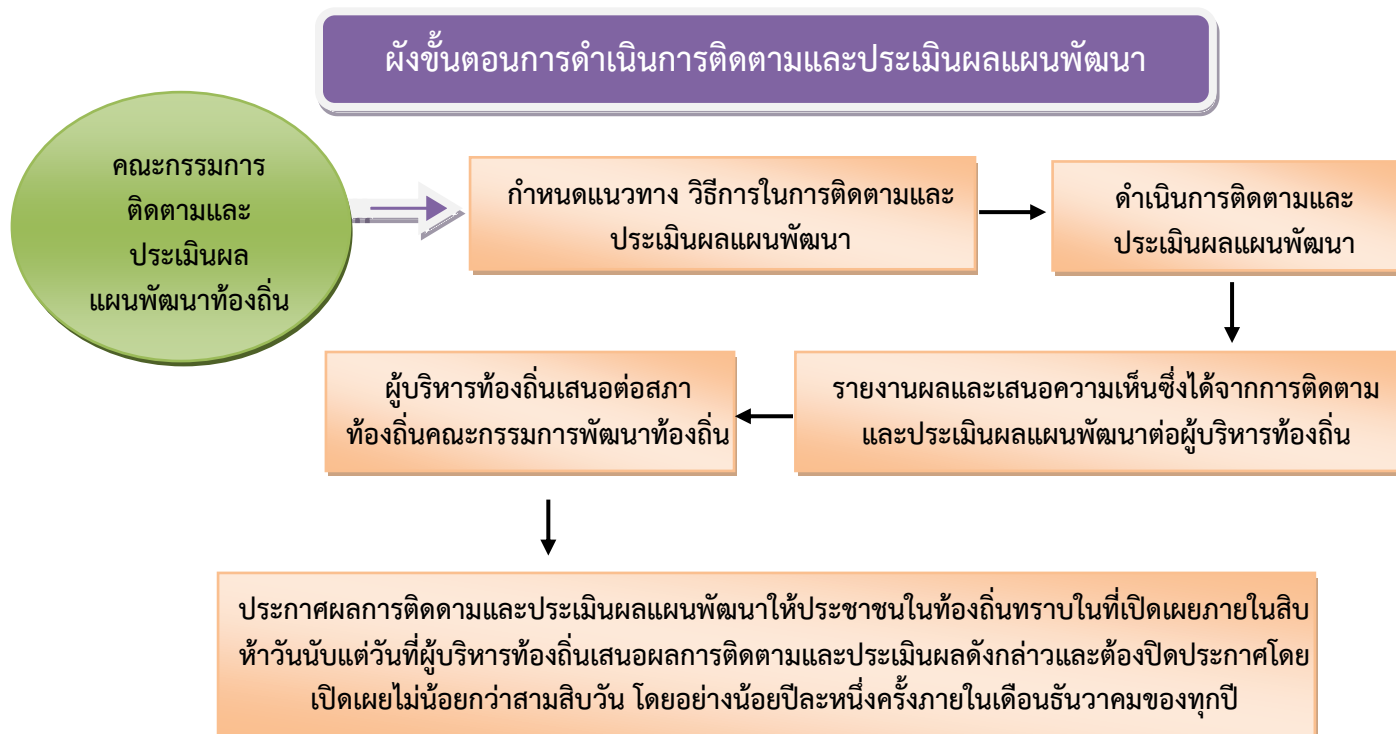 ผังขั้นตอนการดำเนินการติดตามและประเมินผลแผนพัฒนา
คณะกรรมการ
ติดตามและ
ประเมินผล
แผนพัฒนาท้องถิ่น
กำหนดแนวทาง วิธีการในการติดตามและ
ประเมินผลแผนพัฒนา
ดำเนินการติดตามและ
ประเมินผลแผนพัฒนา
รายงานผลและเสนอความเห็นซึ่งได้จากการติดตาม
และประเมินผลแผนพัฒนาต่อผู้บริหารท้องถิ่น
ผู้บริหารท้องถิ่นเสนอต่อสภา
ท้องถิ่นคณะกรรมการพัฒนาท้องถิ่น
ประกาศผลการติดดามและประเมินผลแผนพัฒนาให้ประชาชนในท้องถิ่นทราบในที่เปิดเผยภายในสิบ
ห้าวันนับแต่วันที่ผู้บริหารท้องถิ่นเสนอผลการติดตามและประเมินผลดังกล่าวและต้องปิดประกาศโดย
เปิดเผยไม่น้อยกว่าสามสิบวัน โดยอย่างน้อยปีละหนึ่งครั้งภายในเดือนธันวาคมของทุกปี